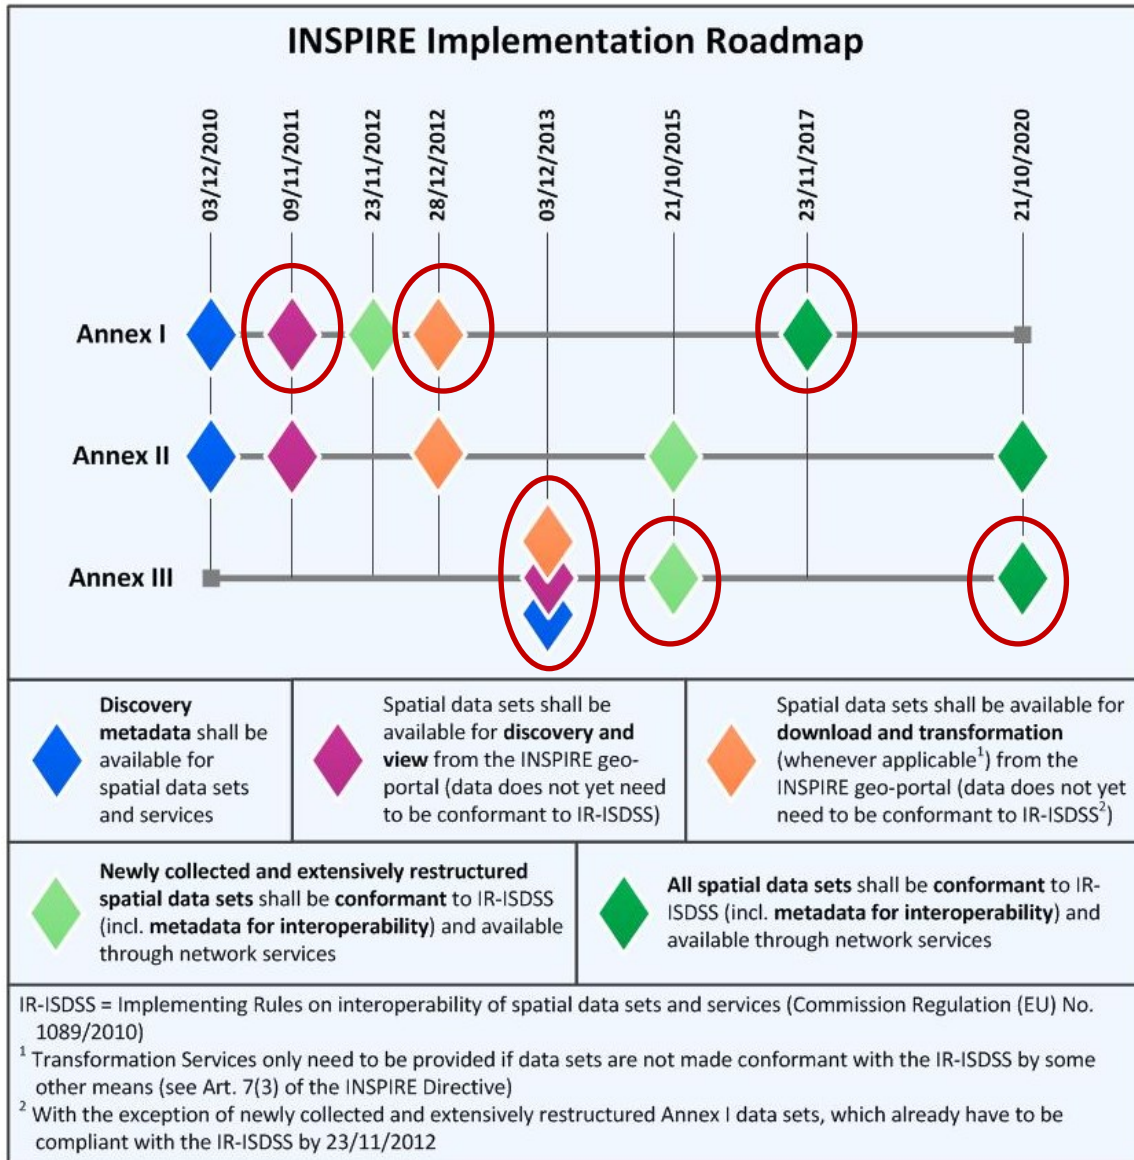 INSPIRE Implementation Roadmap
03/12/2010
09/11/2011
23/11/2012
28/12/2012
03/12/2013
21/10/2015
23/11/2017
21/10/2020
Annex I
Annex II
Annex III
Discovery
metadata shall be
available for
spatial data sets
and services
Spatial data sets shall be
available for discovery and
view from the INSPIRE geo-
portal (data does not yet need
to be conformant to IR-ISDSS)
Spatial data sets shall be available for
download and transformation
(whenever applicable¹) from the
INSPIRE geo-portal (data does not yet
need to be conformant to IR-ISDSS²)
Newly collected and extensively restructured
spatial data sets shall be conformant to IR-ISDSS
(incl. metadata for interoperability) and available
through network services
All spatial data sets shall be conformant to IR-
ISDSS (incl. metadata for interoperability) and
available through network services
IR-ISDSS = Implementing Rules on interoperability of spatial data sets and services (Commission Regulation (EU) No.
1089/2010)
¹ Transformation Services only need to be provided if data sets are not made conformant with the IR-ISDSS by some
other means (see Art. 7(3) of the INSPIRE Directive)
² With the exception of newly collected and extensively restructured Annex I data sets, which already have to be
compliant with the IR-ISDSS by 23/11/2012